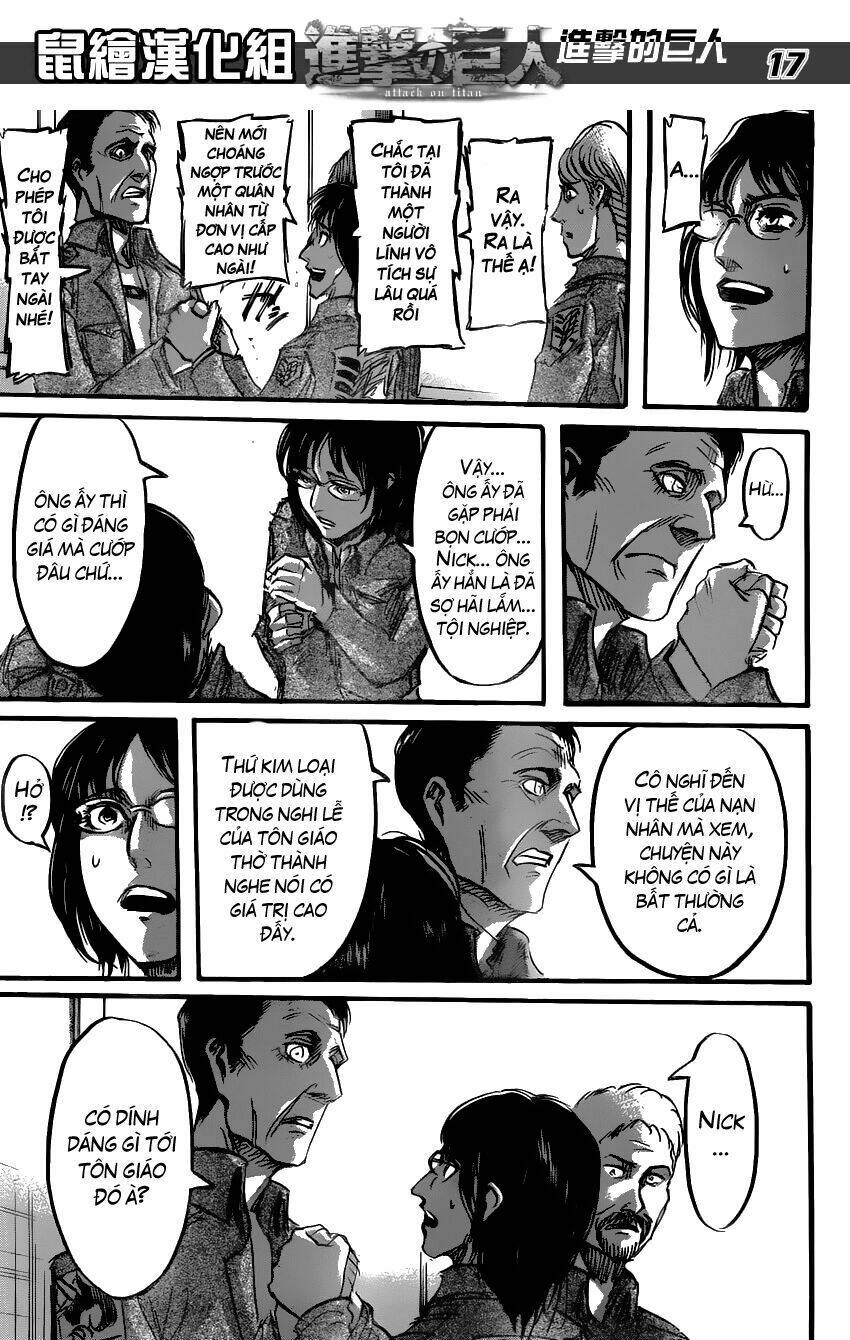 鼠繪漢化組
進撃の巨人
attack on titan
進擊的巨人
17
A...
RA
VẬY.
RA LÀ
THẾ Ạ!
CHẮC TẠI
TÔI ĐÃ
THÀNH
MỘT
NGƯỜI
LÍNH VÔ
TÍCH SỰ
LÂU QUÁ
RỒI
NÊN MỚI
CHOÁNG
NGỢP TRƯỚC
MỘT QUÂN
NHÂN TỪ
ĐƠN VỊ CẤP
CAO NHƯ
NGÀI!
CHO
PHÉP TÔI
ĐƯỢC
BẮT
TAY
NGÀI
NHÉ!
HỪ...
VẬY...
ÔNG ẤY ĐÃ
GẶP PHẢI
BỌN CƯỚP...
NICK... ÔNG
ẤY HẲN LÀ ĐÃ
SỢ HÃI LẮM...
TỘI NGHIỆP.
ÔNG ẤY THÌ
CÓ GÌ ĐÁNG
GIÁ MÀ CƯỚP
ĐÂU CHỨ...
CÔ NGHĨ ĐẾN
VỊ THẾ CỦA NẠN
NHÂN MÀ XEM,
CHUYỆN NÀY
KHÔNG CÓ GÌ LÀ
BẤT THƯỜNG
CẢ.
THỨ KIM LOẠI
ĐƯỢC DÙNG
TRONG NGHI LỄ
CỦA TÔN GIÁO
THỜ THÀNH
NGHE NÓI CÓ
GIÁ TRỊ CAO
ĐẤY.
HỞ
!?
NICK
...
CÓ DÍNH
DÁNG GÌ TỚI
TÔN GIÁO
ĐÓ À?